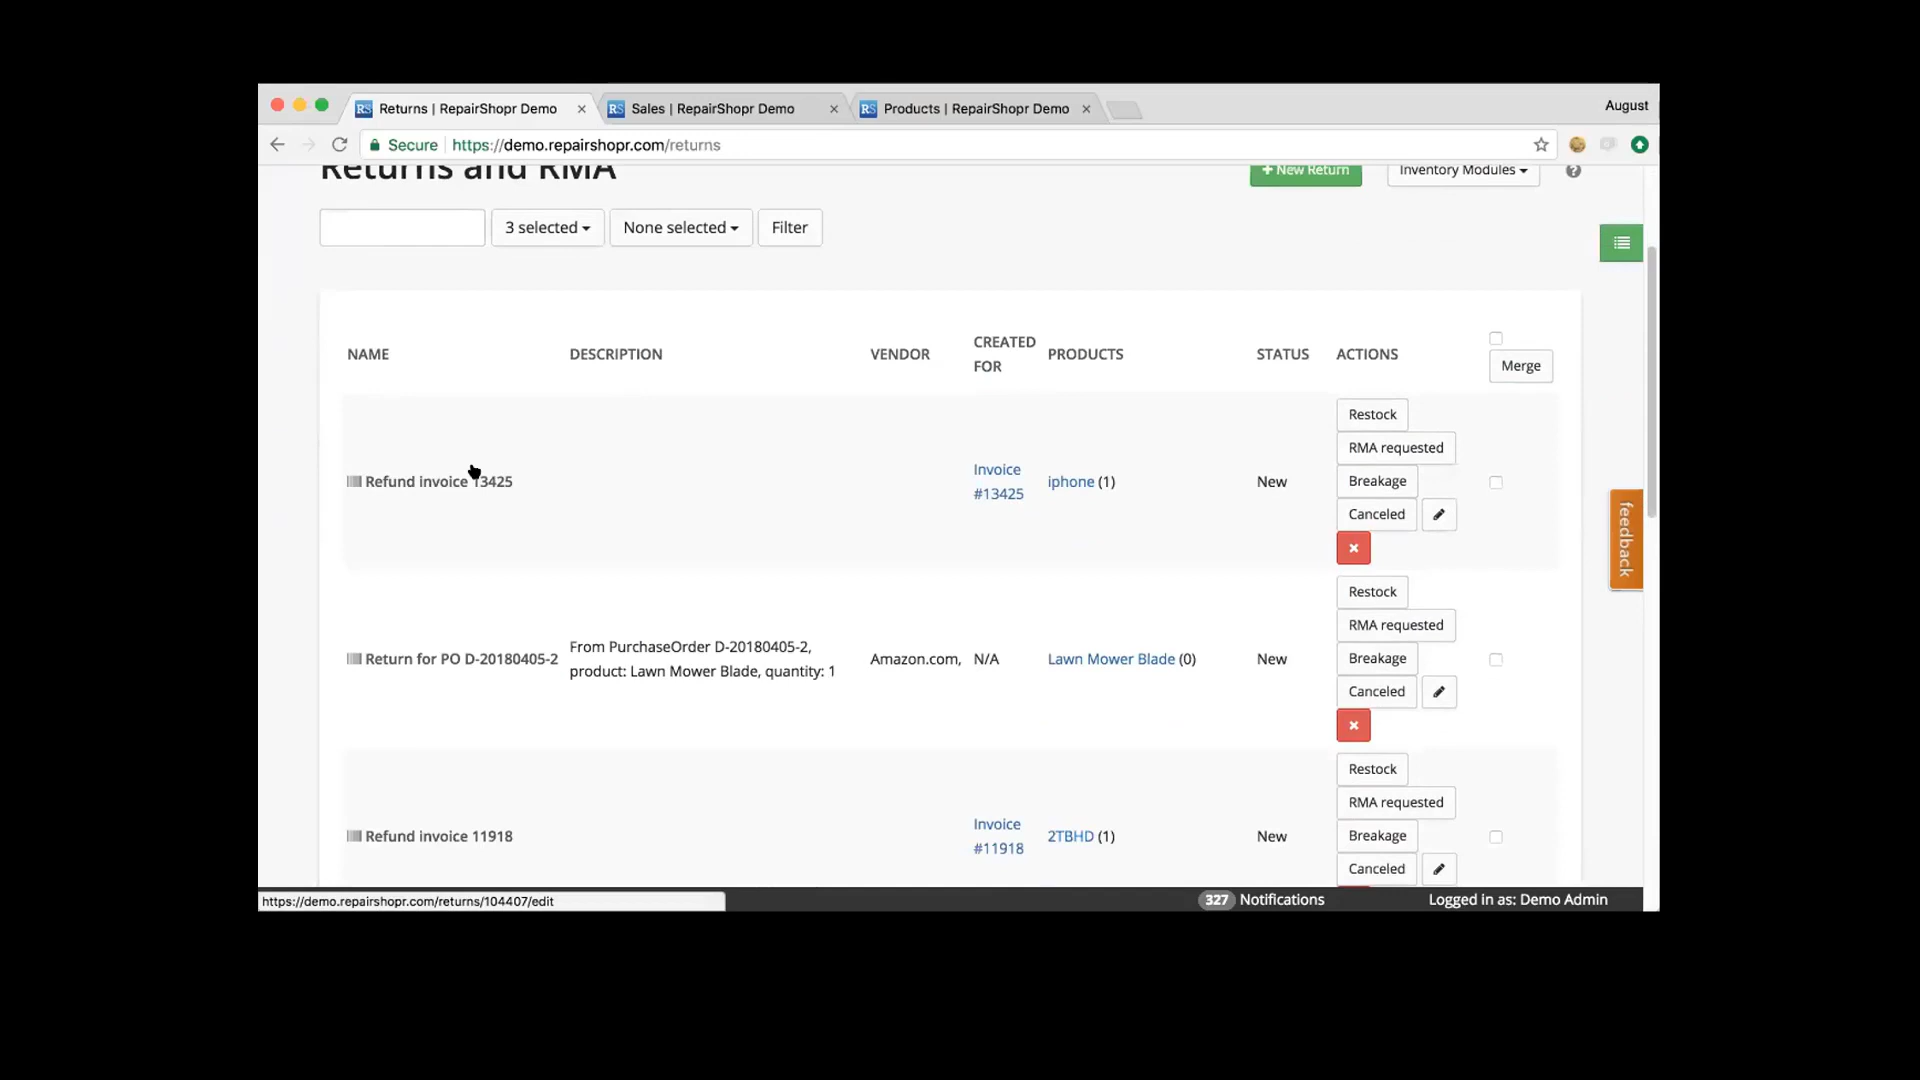 Returns | RepairShopr Demo
Sales | RepairShopr Demo
Products | RepairShopr Demo
August
Secure
https://demo.repairshopr.com/returns
Returns and RMA
+ New Return
Inventory Modules
3 selected
None selected
Filter
NAME
DESCRIPTION
VENDOR
CREATED
FOR
PRODUCTS
STATUS
ACTIONS
Merge
Refund invoice 13425
Invoice
#13425
iphone (1)
New
Restock
RMA requested
Breakage
Canceled
Return for PO D-20180405-2
From PurchaseOrder D-20180405-2,
product: Lawn Mower Blade, quantity: 1
Amazon.com,
N/A
Lawn Mower Blade (0)
New
Restock
RMA requested
Breakage
Canceled
Refund invoice 11918
Invoice
#11918
2TBHD (1)
New
Restock
RMA requested
Breakage
Canceled
feedback
https://demo.repairshopr.com/returns/104407/edit
327 Notifications
Logged in as: Demo Admin